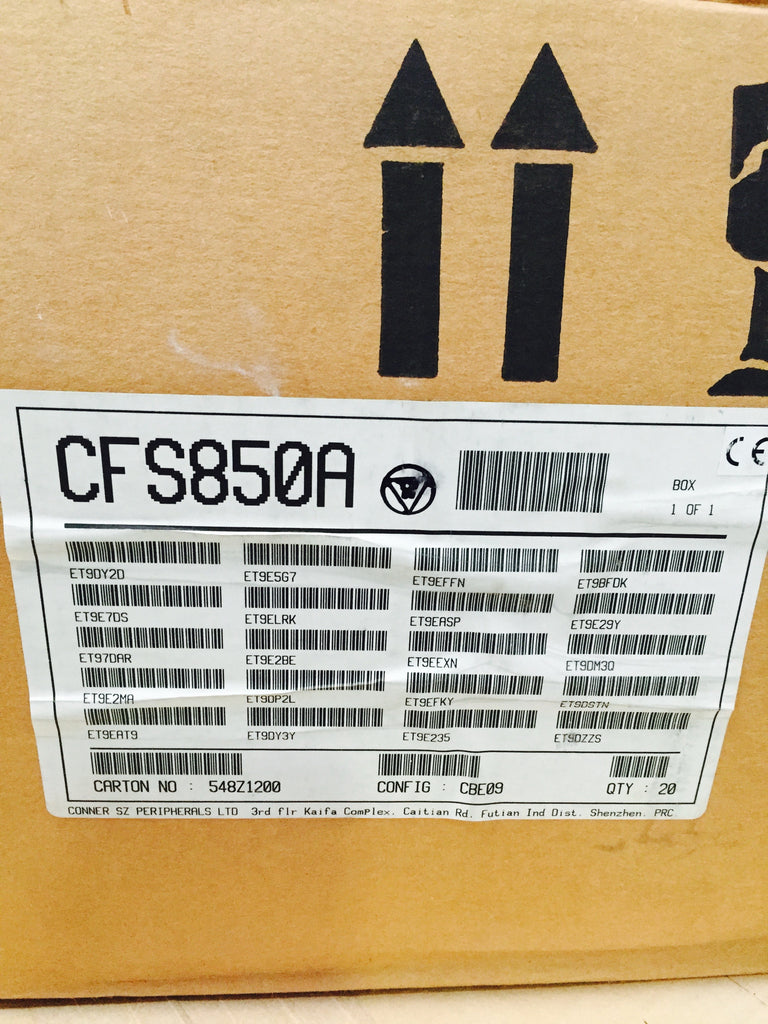 CFS850A
CE
BOX
1 OF 1
ET9DY2D ET9E5G7 ET9EFFN ET9BFDK
ET9E7DS ET9ELRK ET9EASP ET9E29Y
ET97DAR ET9E2BE ET9EEXN ET9DM3D
ET9E2MA ET9DP2L ET9EFKY ET9DSTN
ET9EAT9 ET9DY3Y ET9E235 ET9DZZS
CARTON NO : 548Z1200 CONFIG : CBE09 QTY : 20
CONNER SZ PERIPHERALS LTD 3rd flr Kaifa Complex. Caitian Rd. Futian Ind Dist. Shenzhen. PRC